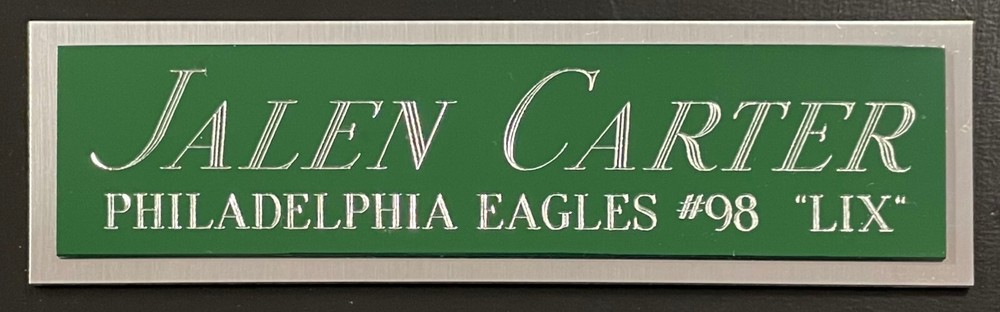 JALEN CARTER
PHILADELPHIA EAGLES #98 “LIX“